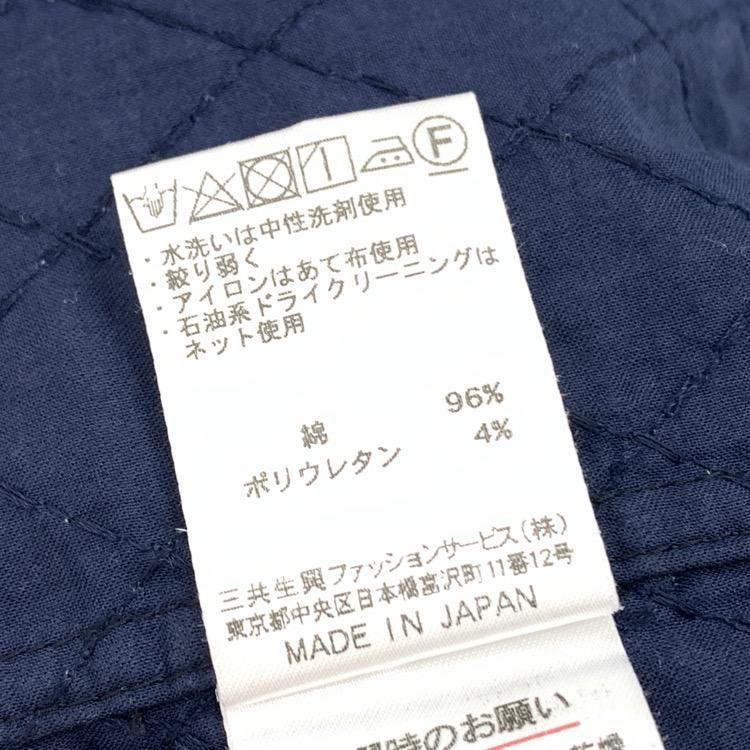 F
・水洗いは中性洗剤使用
・絞り弱く
・アイロンはあて布使用
・石油系ドライクリーニングは
ネット使用
綿 96%
ポリウレタン 4%
三共生興ファッションサービス(株)
東京都中央区日本橋富沢町11番12号
MADE IN JAPAN
のお願い